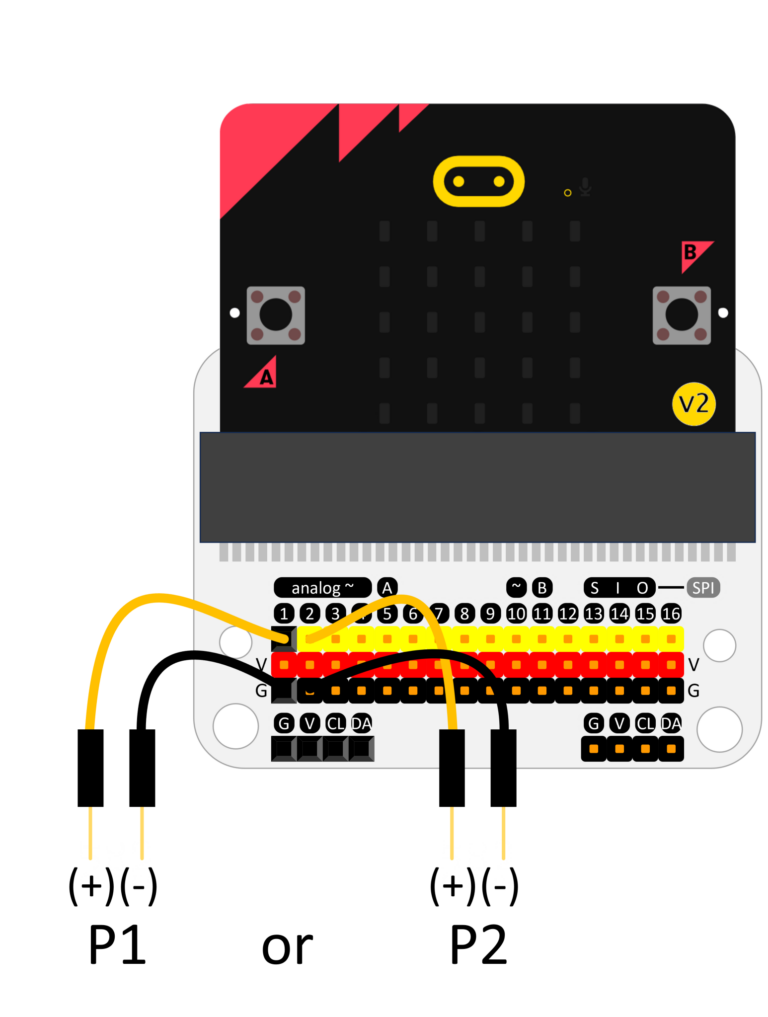 B
A
V2
analog ~ A ~ B S I O SPI
1 2 3 4 5 6 7 8 9 10 11 12 13 14 15 16
V V
G G
G V CL DA G V CL DA
(+)(-) (+)(-)
P1 or P2